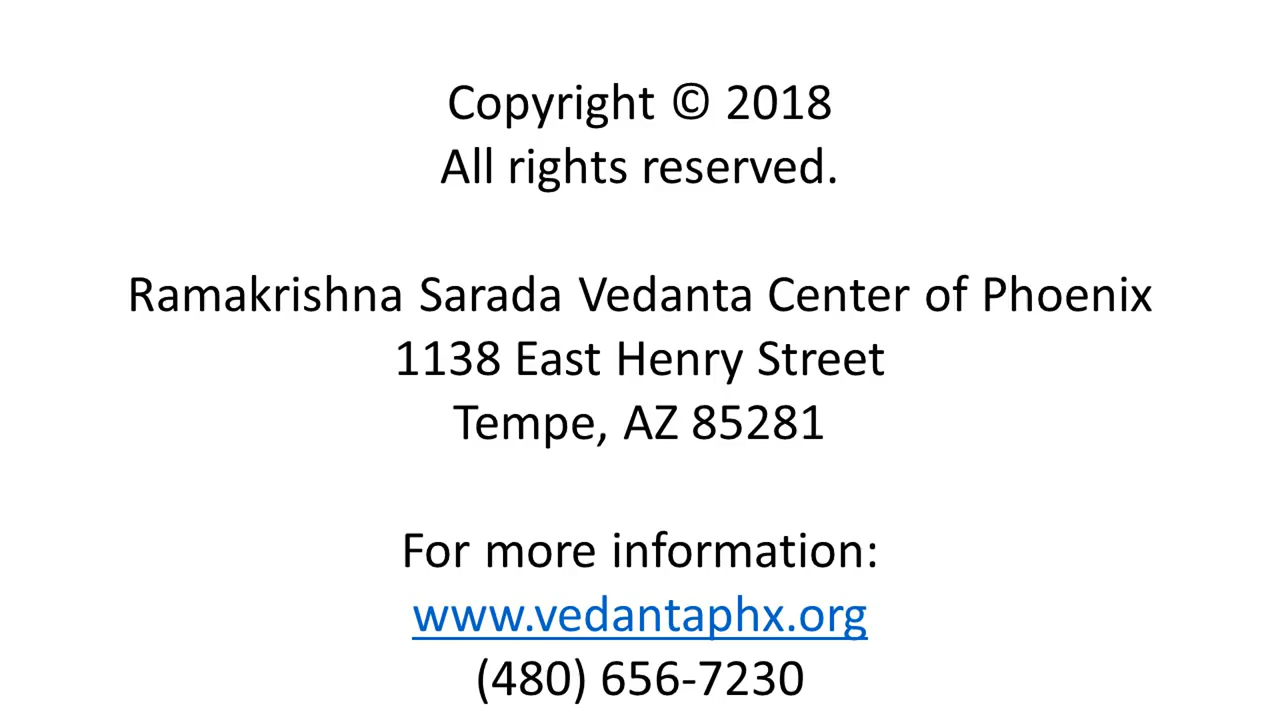 Copyright © 2018
All rights reserved.
Ramakrishna Sarada Vedanta Center of Phoenix
1138 East Henry Street
Tempe, AZ 85281
For more information:
www.vedantaphx.org
(480) 656-7230